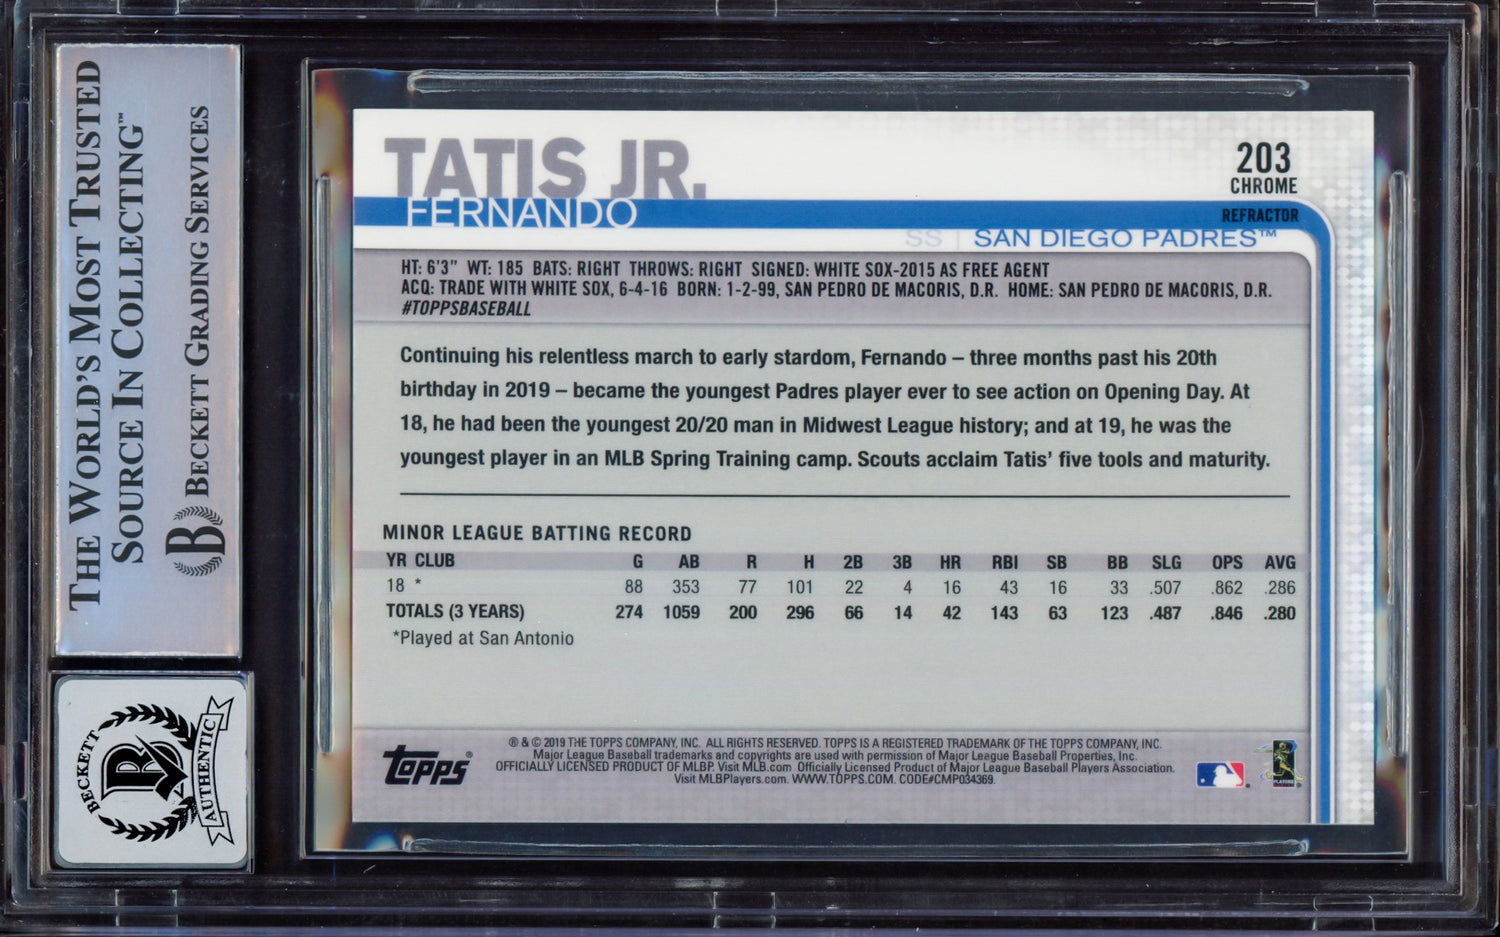 THE WORLD'S MOST TRUSTED
SOURCE IN COLLECTING™
BECKETT GRADING SERVICES
B
BECKETT
B
AUTHENTIC
TATIS JR.
FERNANDO
203
CHROME
REFRACTOR
SS | SAN DIEGO PADRES™
HT: 6'3" WT: 185 BATS: RIGHT THROWS: RIGHT SIGNED: WHITE SOX-2015 AS FREE AGENT
ACQ: TRADE WITH WHITE SOX, 6-4-16 BORN: 1-2-99, SAN PEDRO DE MACORIS, D.R. HOME: SAN PEDRO DE MACORIS, D.R.
#TOPPSBASEBALL
Continuing his relentless march to early stardom, Fernando – three months past his 20th
birthday in 2019 – became the youngest Padres player ever to see action on Opening Day. At
18, he had been the youngest 20/20 man in Midwest League history; and at 19, he was the
youngest player in an MLB Spring Training camp. Scouts acclaim Tatis' five tools and maturity.
MINOR LEAGUE BATTING RECORD
YR CLUB G AB R H 2B 3B HR RBI SB BB SLG OPS AVG
18 * 88 353 77 101 22 4 16 43 16 33 .507 .862 .286
TOTALS (3 YEARS) 274 1059 200 296 66 14 42 143 63 123 .487 .846 .280
*Played at San Antonio
Topps®
® & © 2019 THE TOPPS COMPANY, INC. ALL RIGHTS RESERVED. TOPPS IS A REGISTERED TRADEMARK OF THE TOPPS COMPANY, INC.
Major League Baseball trademarks and copyrights are used with permission of Major League Baseball Properties, Inc.
OFFICIALLY LICENSED PRODUCT OF MLBP. Visit MLB.com Officially Licensed Product of Major League Baseball Players Association.
Visit MLBPlayers.com. WWW.TOPPS.COM. CODE#CMP034369.
PLAYERS